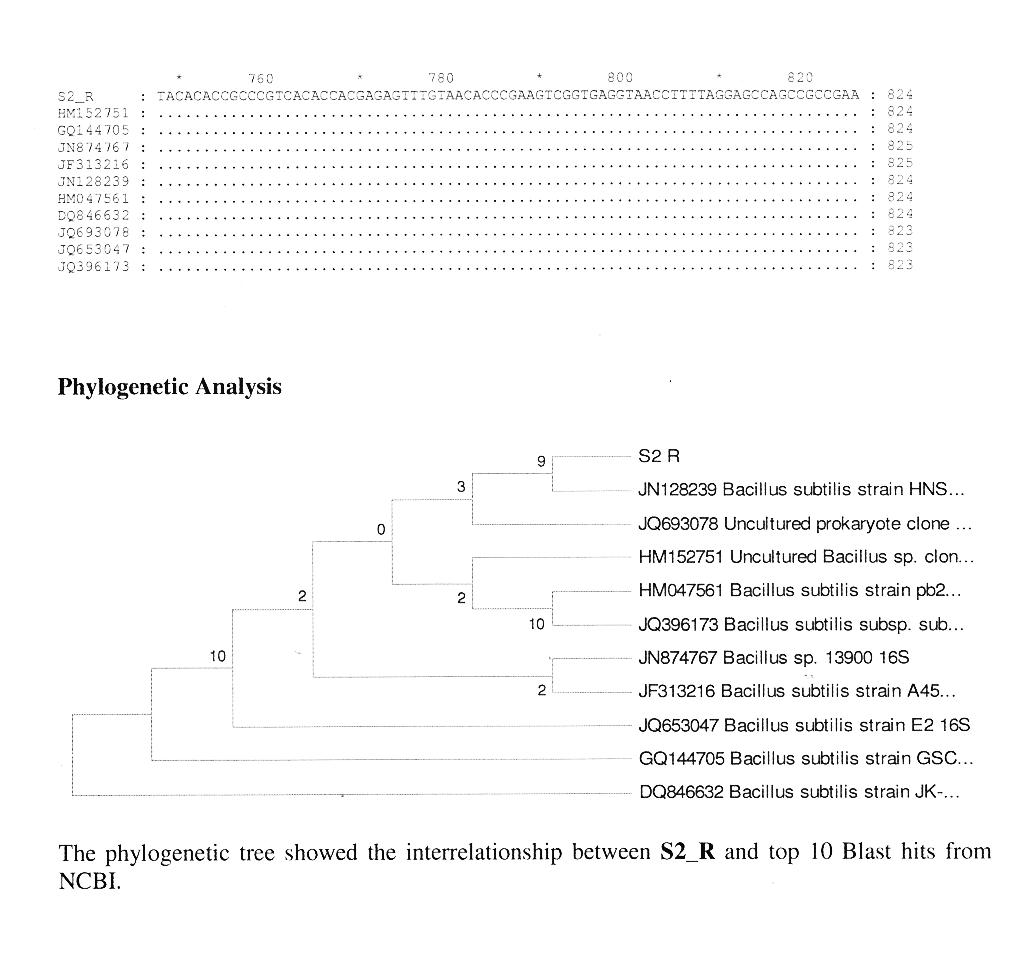 * 760 * 780 * 800 * 820
S2_R : TACACACCGCCCGTCACACCACGAGAGTTTGTAACACCCGAAGTCGGTGAGGTAACCTTTTAGGAGCCAGCCGCCGAA : 824
HM152751 : .............................................................................. : 824
GQ144705 : .............................................................................. : 824
JN874767 : .............................................................................. : 825
JF313216 : .............................................................................. : 825
JN128239 : .............................................................................. : 824
HM047561 : .............................................................................. : 824
DQ846632 : .............................................................................. : 824
JQ693078 : .............................................................................. : 823
JQ653047 : .............................................................................. : 823
JQ396173 : .............................................................................. : 823
Phylogenetic Analysis
9 S2 R
JN128239 Bacillus subtilis strain HNS...
3
JQ693078 Uncultured prokaryote clone ...
0
HM152751 Uncultured Bacillus sp. clon...
2
HM047561 Bacillus subtilis strain pb2...
2
10 JQ396173 Bacillus subtilis subsp. sub...
10 JN874767 Bacillus sp. 13900 16S
2 JF313216 Bacillus subtilis strain A45...
JQ653047 Bacillus subtilis strain E2 16S
GQ144705 Bacillus subtilis strain GSC...
DQ846632 Bacillus subtilis strain JK-...
The phylogenetic tree showed the interrelationship between S2_R and top 10 Blast hits from
NCBI.